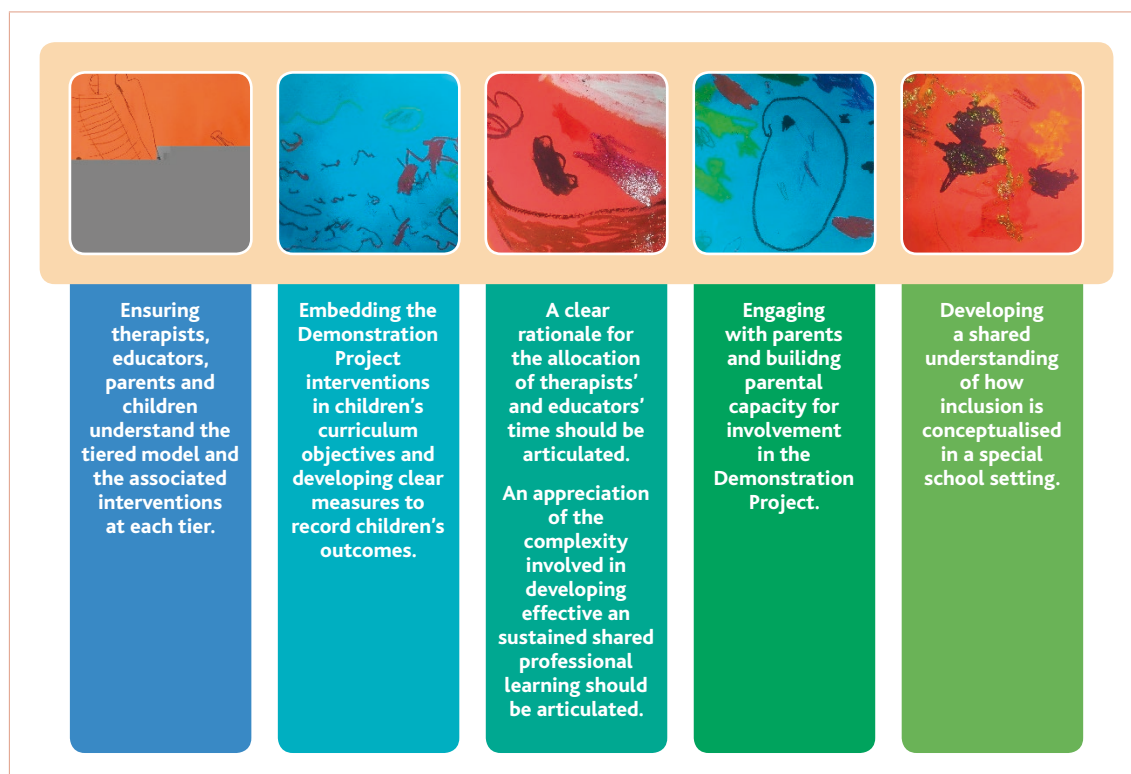 Ensuring
therapists,
educators,
parents and
children
understand the
tiered model and
the associated
interventions
at each tier.
Embedding the
Demonstration
Project
interventions
in children's
curriculum
objectives and
developing clear
measures to
record children's
outcomes.
A clear
rationale for
the allocation
of therapists'
and educators'
time should be
articulated.
An appreciation
of the
complexity
involved in
developing
effective an
sustained shared
professional
learning should
be articulated.
Engaging
with parents
and builidng
parental
capacity for
involvement
in the
Demonstration
Project.
Developing
a shared
understanding
of how
inclusion is
conceptualised
in a special
school setting.